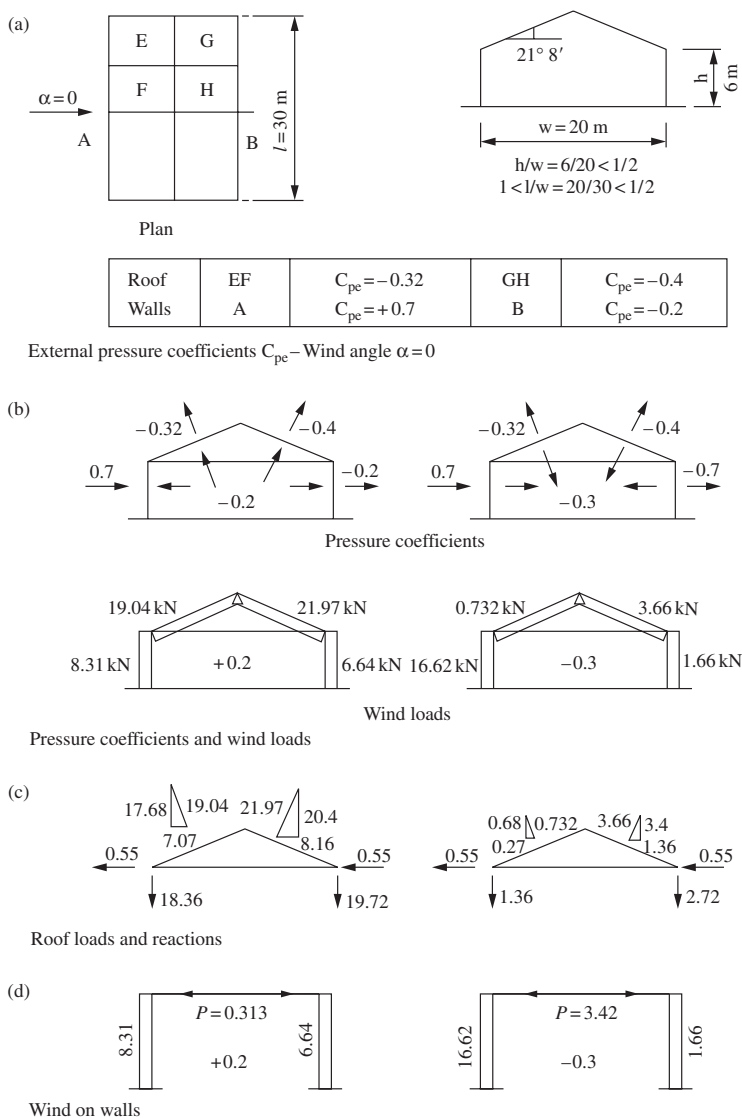 (a)
E G
F H
α=0
A
B
l=30 m
Plan
21° 8′
h
6 m
w=20 m
h/w=6/20<1/2
1<l/w=20/30<1/2
Roof EF Cpe=−0.32 GH Cpe=−0.4
Walls A Cpe=+0.7 B Cpe=−0.2
External pressure coefficients Cpe–Wind angle α=0
(b)
−0.32 −0.4 −0.32 −0.4
0.7 −0.2 −0.2 0.7 −0.3 −0.7
Pressure coefficients
19.04 kN 21.97 kN 0.732 kN 3.66 kN
8.31 kN +0.2 6.64 kN 16.62 kN −0.3 1.66 kN
Wind loads
Pressure coefficients and wind loads
(c)
17.68 19.04 21.97 20.4 0.68 0.732 3.66 3.4
7.07 8.16 0.27 1.36
0.55 0.55 0.55 0.55
18.36 19.72 1.36 2.72
Roof loads and reactions
(d)
8.31 P=0.313 6.64 16.62 P=3.42 1.66
+0.2 −0.3
Wind on walls